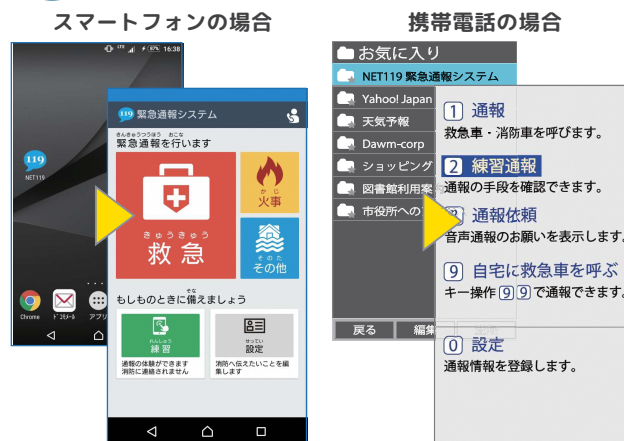 スマートフォンの場合
LTE 87% 16:38
119
NET119
Chrome
ドコモメール
アプリ
119 緊急通報システム
きんきゅうつうほう おこな
緊急通報を行います
きゅうきゅう
救急
かじ
火事
そのた
その他
そな
もしものときに備えましょう
れんしゅう
練習
通報の体験ができます
消防に連絡されません
せってい
設定
消防へ伝えたいことを編
集します
携帯電話の場合
お気に入り
NET119 緊急通報システム
Yahoo! Japan
天気予報
Dawm-corp
ショッピング
図書館利用案
市役所への
戻る 編集
1 通報
救急車・消防車を呼びます。
2 練習通報
通報の手段を確認できます。
3 通報依頼
音声通報のお願いを表示します。
9 自宅に救急車を呼ぶ
キー操作99で通報できます。
0 設定
通報情報を登録します。